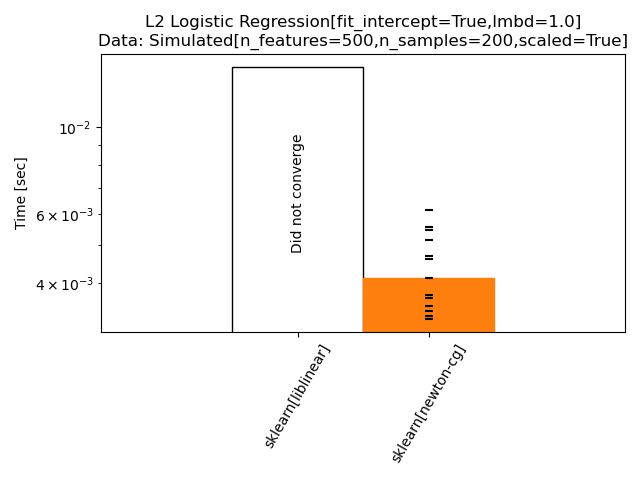 L2 Logistic Regression[fit_intercept=True,lmbd=1.0]
Data: Simulated[n_features=500,n_samples=200,scaled=True]
Time [sec]
10⁻²
6 × 10⁻³
4 × 10⁻³
Did not converge
sklearn[liblinear]
sklearn[newton-cg]